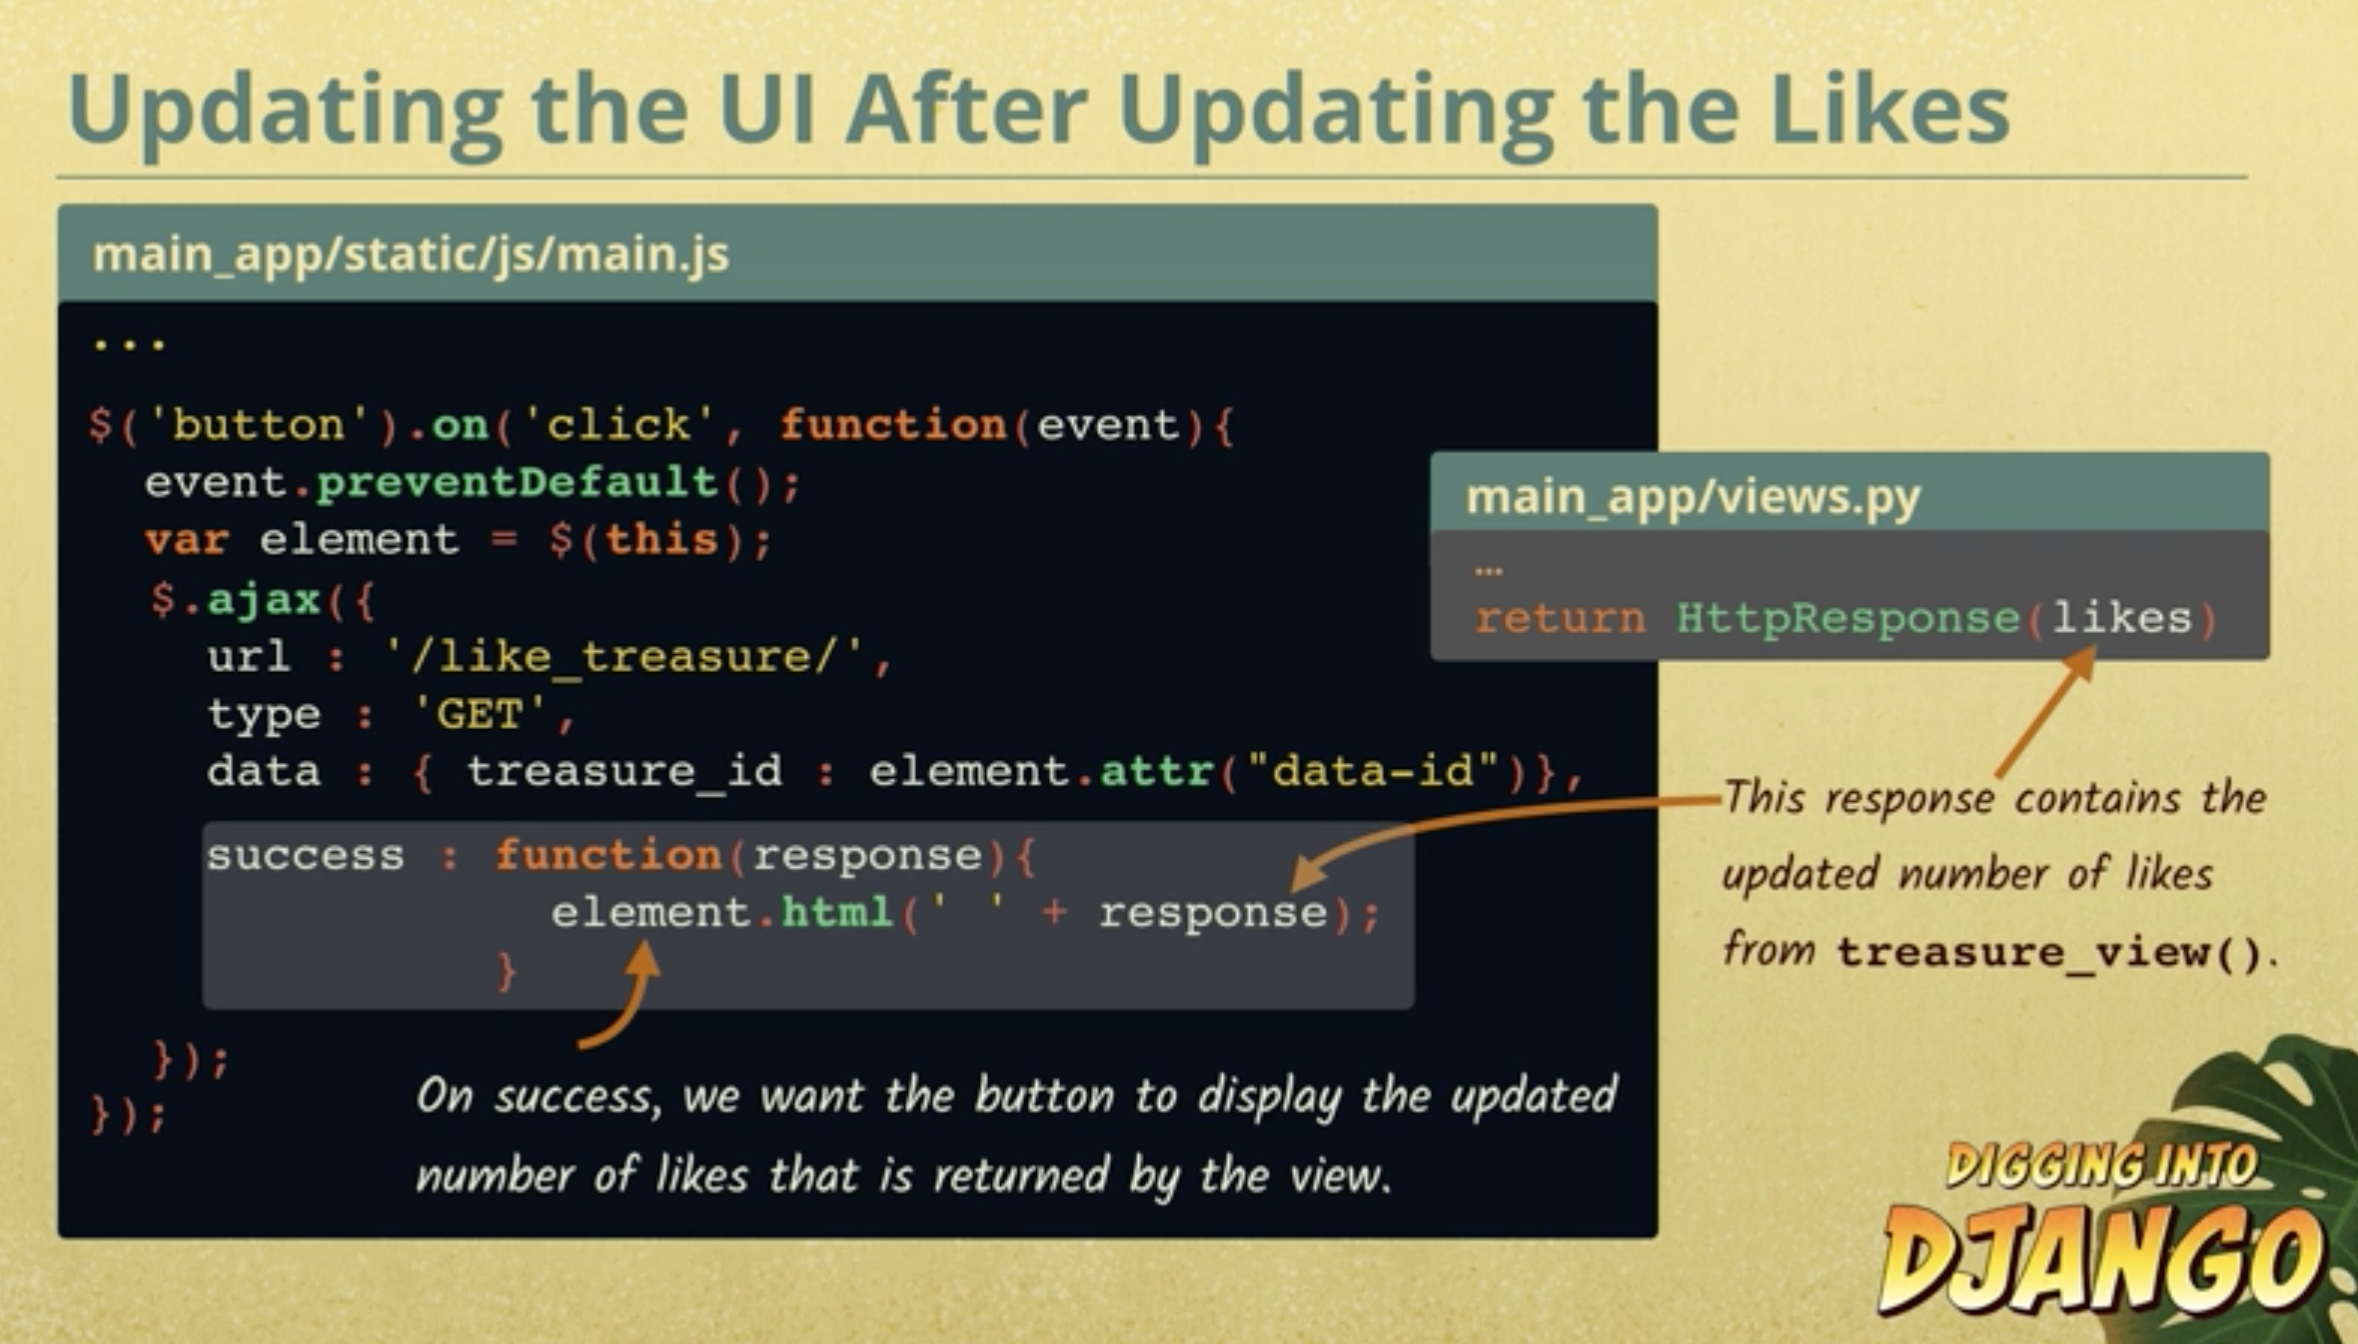 Updating the UI After Updating the Likes
main_app/static/js/main.js
...
$('button').on('click', function(event){
event.preventDefault();
var element = $(this);
$.ajax({
url : '/like_treasure/',
type : 'GET',
data : { treasure_id : element.attr("data-id")},
success : function(response){
element.html(' ' + response);
}
});
});
On success, we want the button to display the updated
number of likes that is returned by the view.
main_app/views.py
...
return HttpResponse(likes)
This response contains the
updated number of likes
from treasure_view().
DIGGING INTO
DJANGO